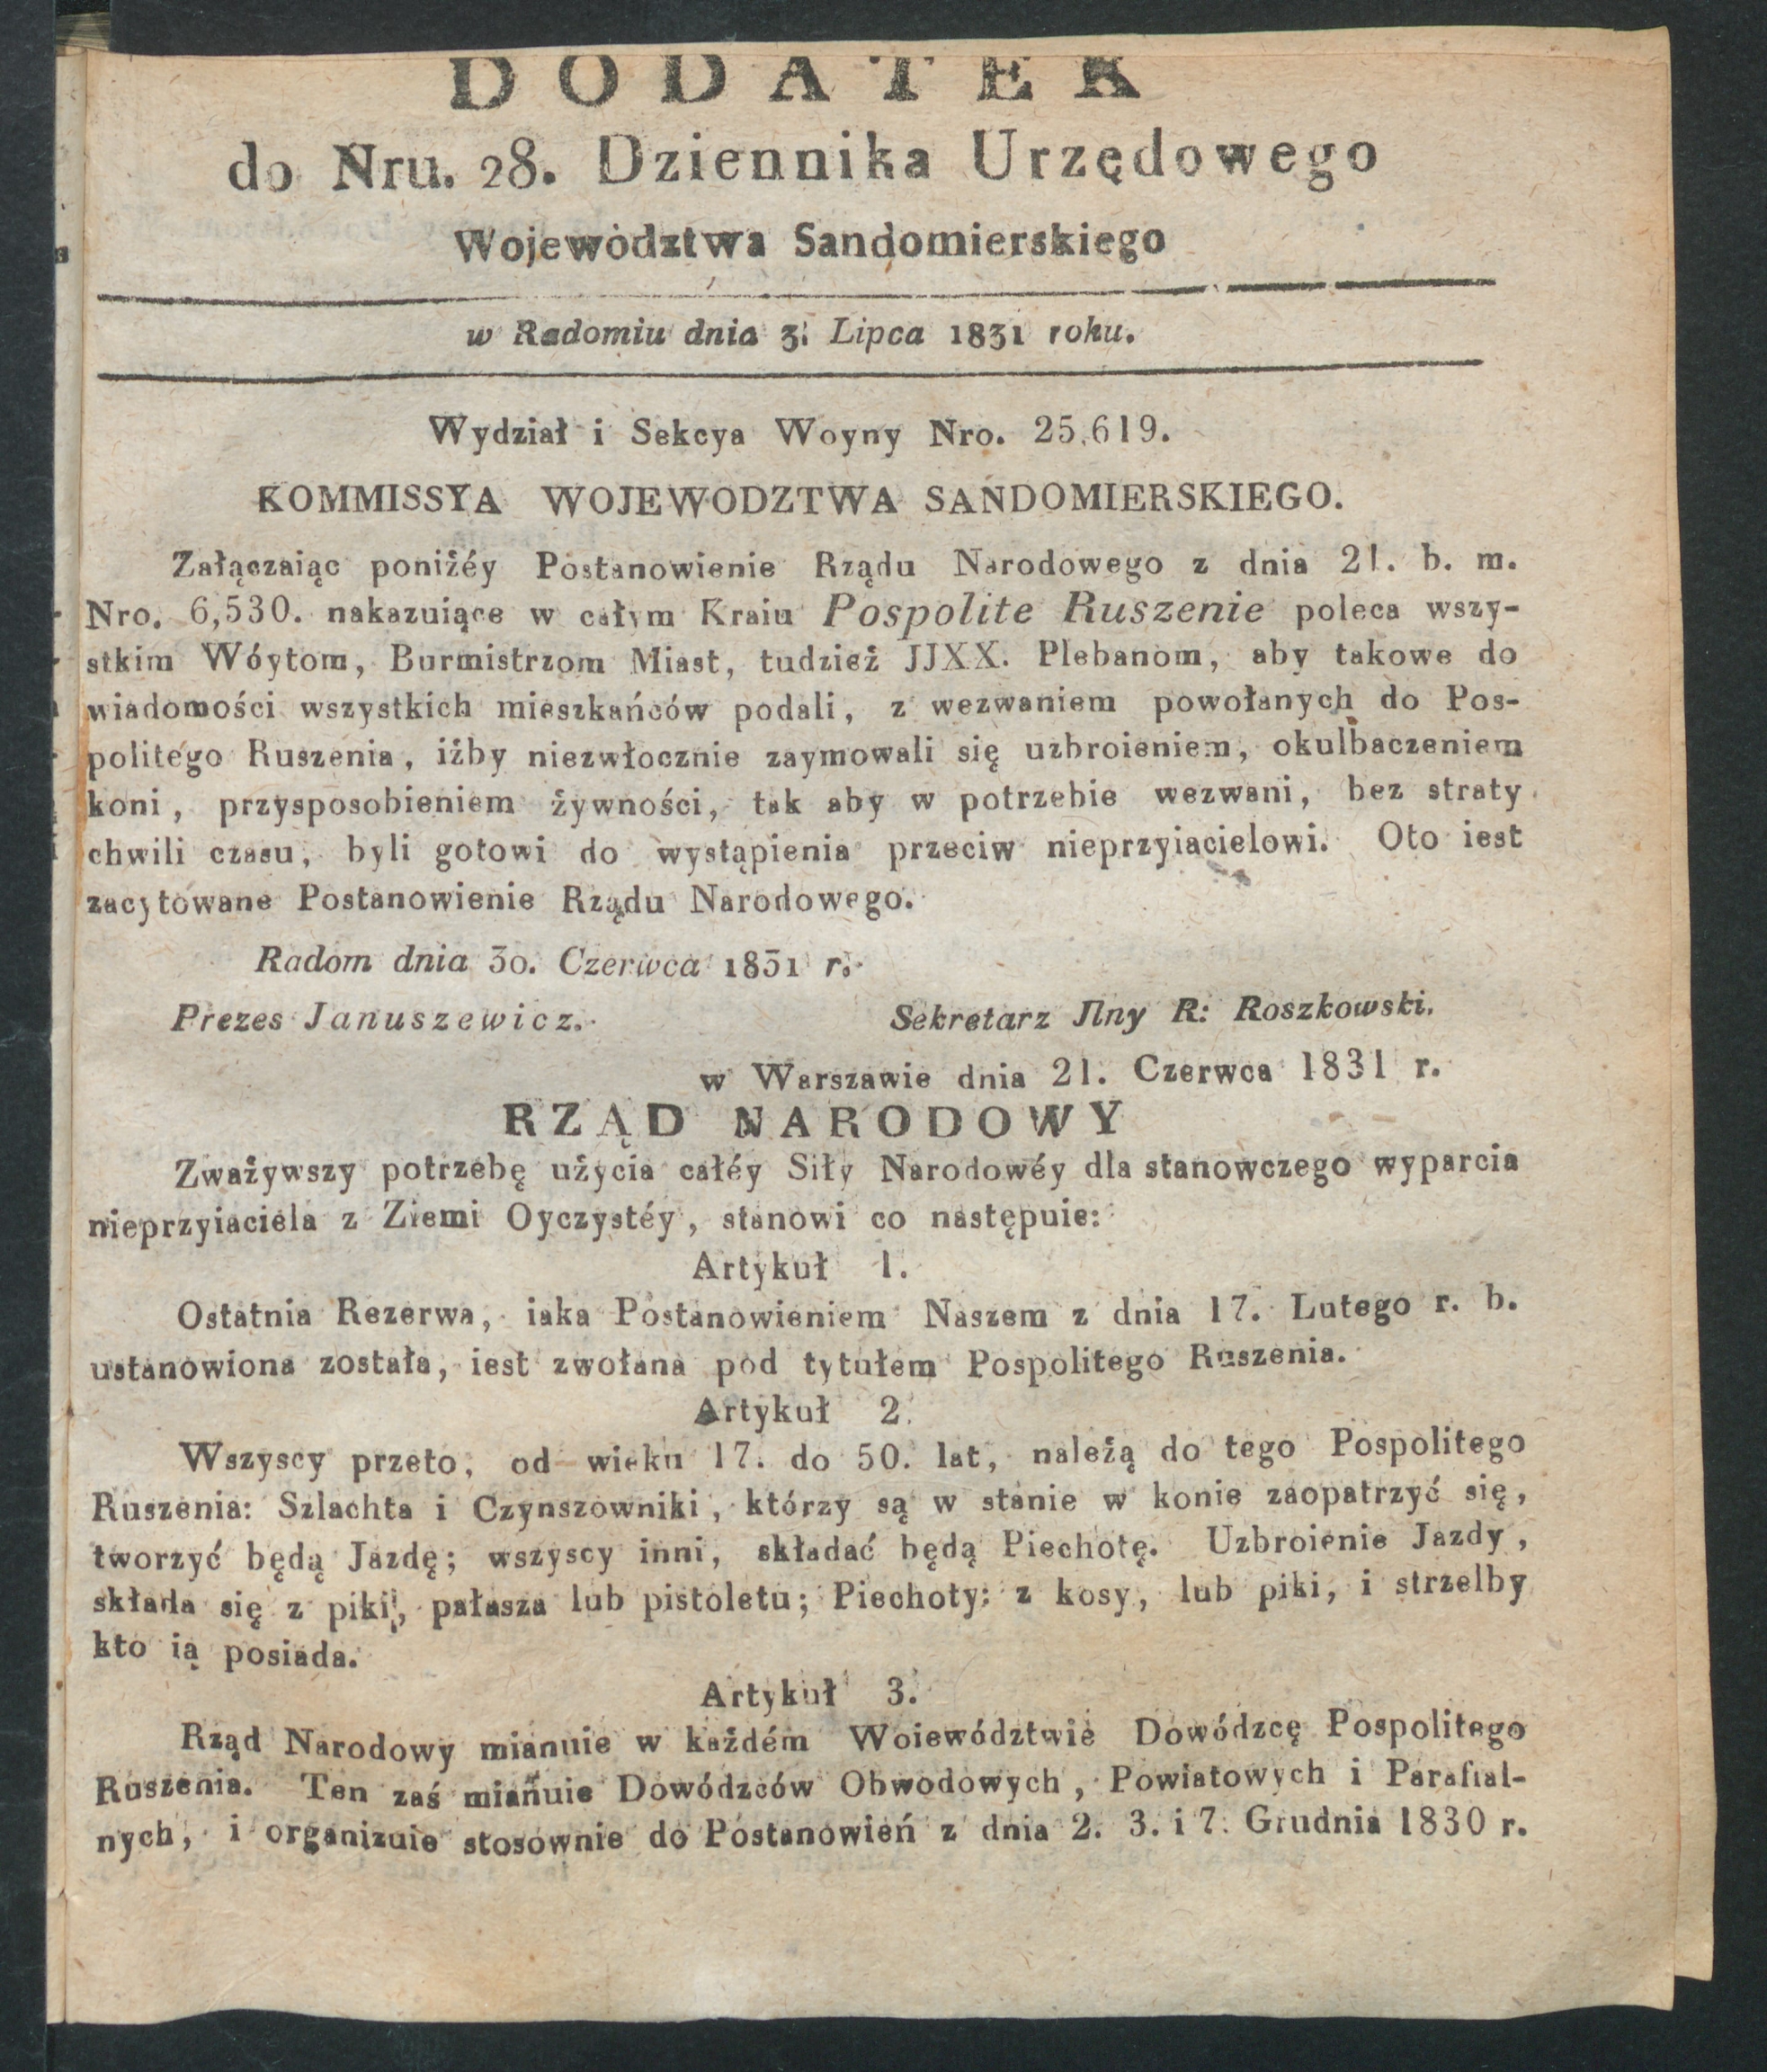 DODATEK
do Nru. 28. Dziennika Urzędowego
Województwa Sandomierskiego
w Radomiu dnia 3. Lipca 1831 roku.
Wydział i Sekcya Woyny Nro. 25,619.
KOMMISSYA WOJEWODZTWA SANDOMIERSKIEGO.
Załączaiąc poniżéy Postanowienie Rządu Narodowego z dnia 21. b. m.
Nro. 6,530. nakazuiące w całym Kraiu Pospolite Ruszenie poleca wszy-
stkim Wóytom, Burmistrzom Miast, tudzież JJXX. Plebanom, aby takowe do
wiadomości wszystkich mieszkańców podali, z wezwaniem powołanych do Pos-
politego Ruszenia, iżby niezwłocznie zaymowali się uzbroieniem, okulbaczeniem
koni, przysposobieniem żywności, tak aby w potrzebie wezwani, bez straty
chwili czasu, byli gotowi do wystąpienia przeciw nieprzyiacielowi. Oto iest
zacytowane Postanowienie Rządu Narodowego.
Radom dnia 30. Czerwca 1831 r.
Prezes Januszewicz.
Sekretarz Jlny R: Roszkowski.
w Warszawie dnia 21. Czerwca 1831 r.
RZĄD NARODOWY
Zważywszy potrzebę użycia całéy Siły Narodowéy dla stanowczego wyparcia
nieprzyiaciela z Ziemi Oyczystéy, stanowi co następuie:
Artykuł 1.
Ostatnia Rezerwa, iaka Postanowieniem Naszem z dnia 17. Lutego r. b.
ustanowiona została, iest zwołana pod tytułem Pospolitego Ruszenia.
Artykuł 2.
Wszyscy przeto, od wieku 17. do 50. lat, należą do tego Pospolitego
Ruszenia: Szlachta i Czynszowniki, którzy są w stanie w konie zaopatrzyć się,
tworzyć będą Jazdę; wszyscy inni, składać będą Piechotę. Uzbroienie Jazdy,
składa się z piki, pałasza lub pistoletu; Piechoty: z kosy, lub piki, i strzelby
kto ią posiada.
Artykuł 3.
Rząd Narodowy mianuie w każdém Woiewództwie Dowódzcę Pospolitego
Ruszenia. Ten zaś mianuie Dowódzców Obwodowych, Powiatowych i Parafial-
nych, i organizuie stosownie do Postanowień z dnia 2. 3. i 7. Grudnia 1830 r.